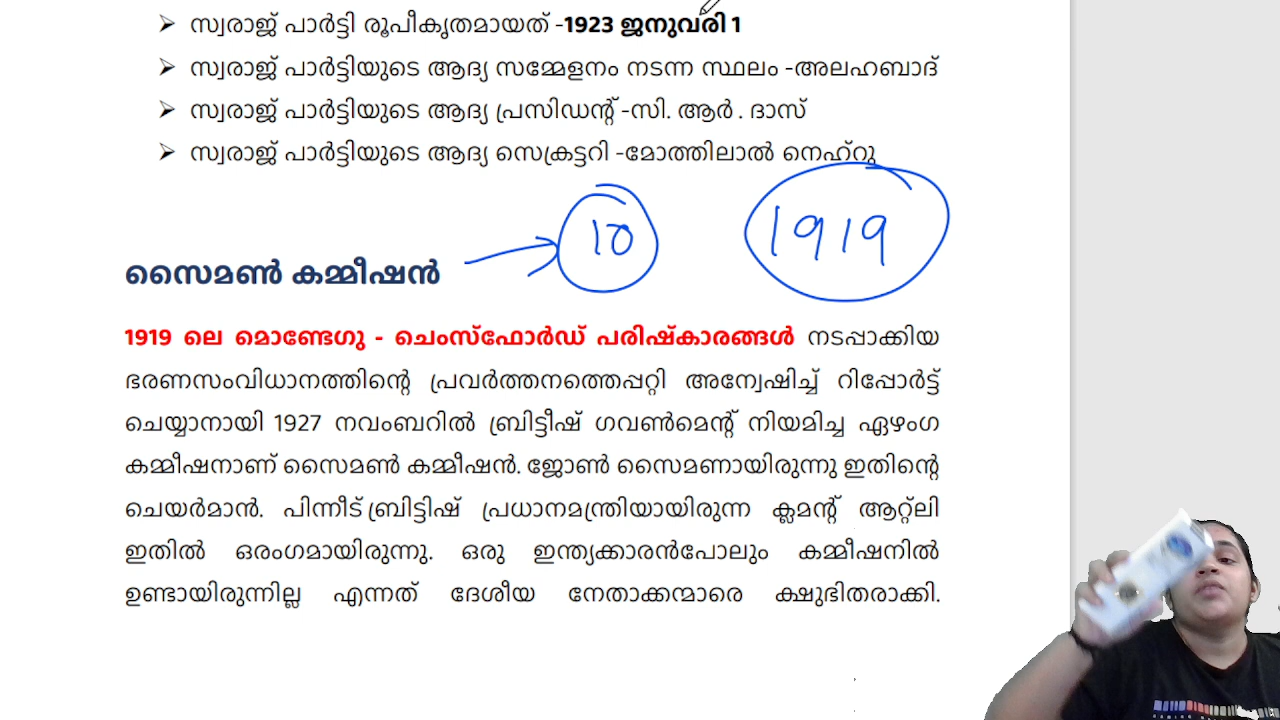 ➢ സ്വരാജ് പാർട്ടി രൂപീകൃതമായത് -1923 ജനുവരി 1
➢ സ്വരാജ് പാർട്ടിയുടെ ആദ്യ സമ്മേളനം നടന്ന സ്ഥലം -അലഹബാദ്
➢ സ്വരാജ് പാർട്ടിയുടെ ആദ്യ പ്രസിഡന്റ് -സി. ആർ . ദാസ്
➢ സ്വരാജ് പാർട്ടിയുടെ ആദ്യ സെക്രട്ടറി -മോത്തിലാൽ നെഹ്റു
10 1919
സൈമൺ കമ്മീഷൻ
1919 ലെ മൊണ്ടേഗു - ചെംസ്ഫോർഡ് പരിഷ്കാരങ്ങൾ നടപ്പാക്കിയ
ഭരണസംവിധാനത്തിന്റെ പ്രവർത്തനത്തെപ്പറ്റി അന്വേഷിച്ച് റിപ്പോർട്ട്
ചെയ്യാനായി 1927 നവംബറിൽ ബ്രിട്ടീഷ് ഗവൺമെന്റ് നിയമിച്ച ഏഴംഗ
കമ്മീഷനാണ് സൈമൺ കമ്മീഷൻ. ജോൺ സൈമണായിരുന്നു ഇതിന്റെ
ചെയർമാൻ. പിന്നീട് ബ്രിട്ടിഷ് പ്രധാനമന്ത്രിയായിരുന്ന ക്ലമന്റ് ആറ്റ്ലി
ഇതിൽ ഒരംഗമായിരുന്നു. ഒരു ഇന്ത്യക്കാരൻപോലും കമ്മീഷനിൽ
ഉണ്ടായിരുന്നില്ല എന്നത് ദേശീയ നേതാക്കന്മാരെ ക്ഷുഭിതരാക്കി.